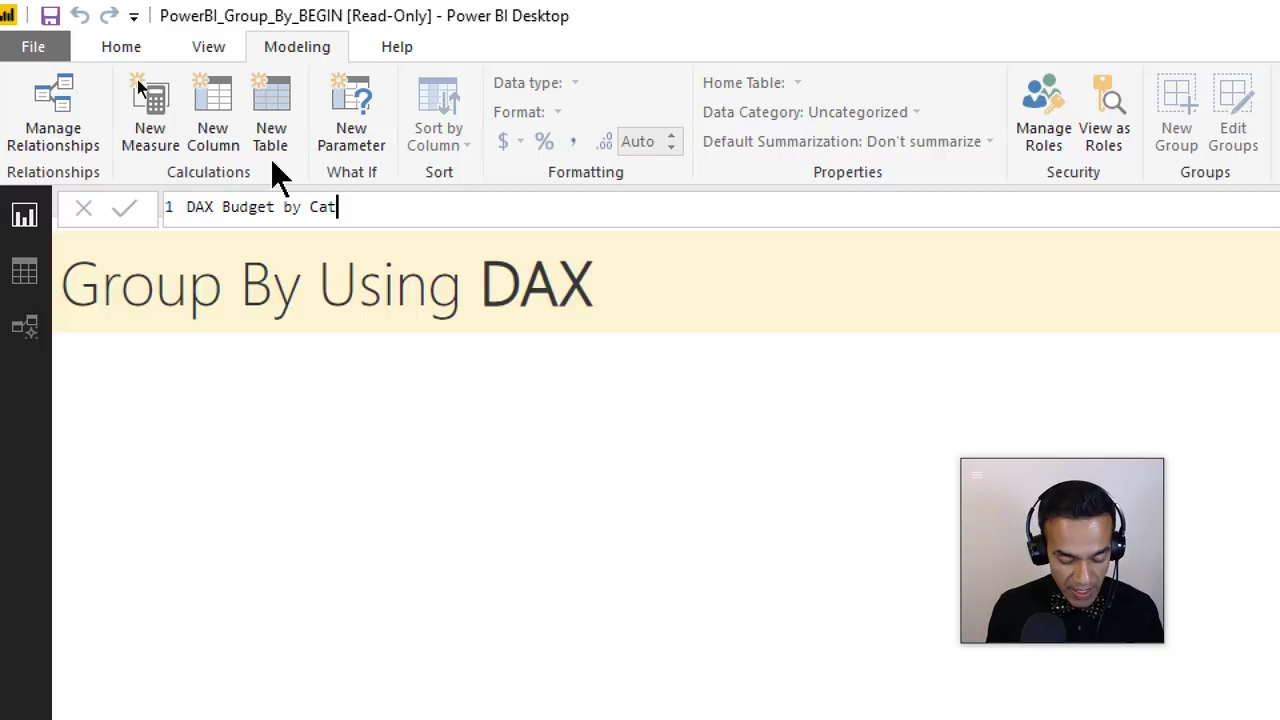 PowerBI_Group_By_BEGIN [Read-Only] - Power BI Desktop
File Home View Modeling Help
Manage Relationships
New Measure
New Column
New Table
New Parameter
Sort by Column
Data type:
Format:
$ % , .00 Auto
Home Table:
Data Category: Uncategorized
Default Summarization: Don't summarize
Manage Roles
View as Roles
New Group
Edit Groups
Relationships Calculations What If Sort Formatting Properties Security Groups
1 DAX Budget by Cat
Group By Using DAX